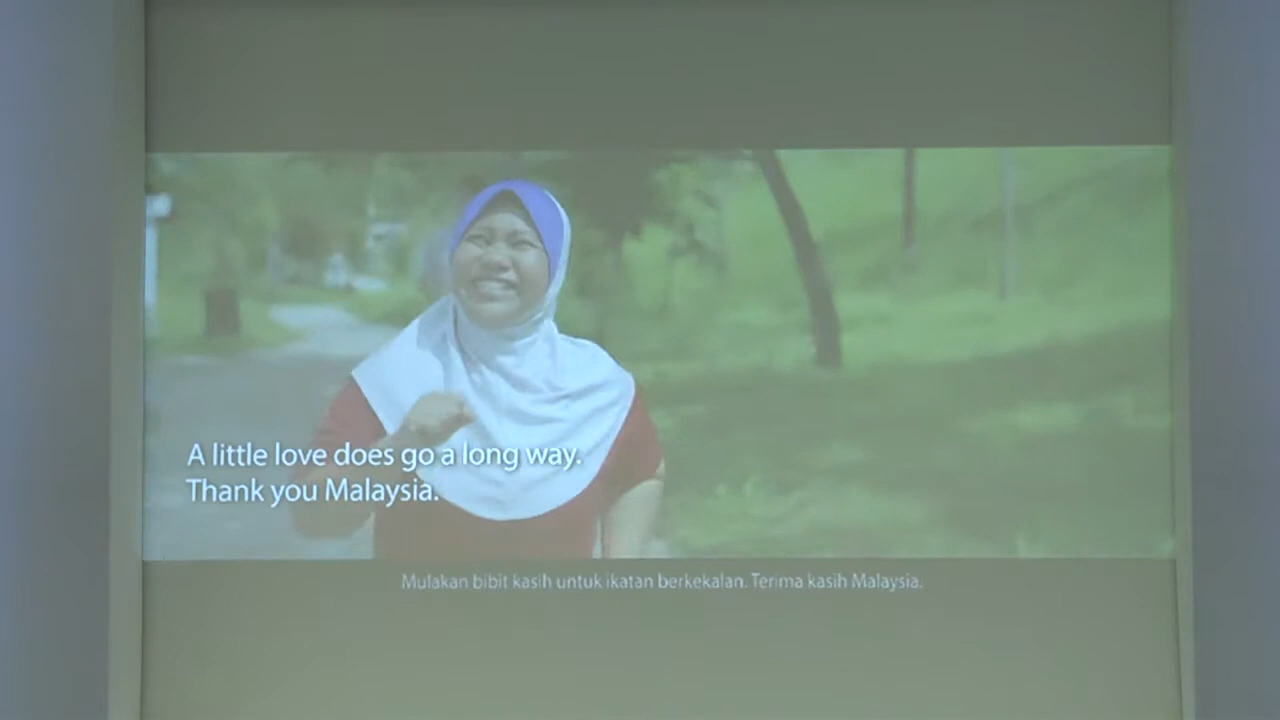 A little love does go a long way.
Thank you Malaysia.
Mulakan bibit kasih untuk ikatan berkekalan. Terima kasih Malaysia.